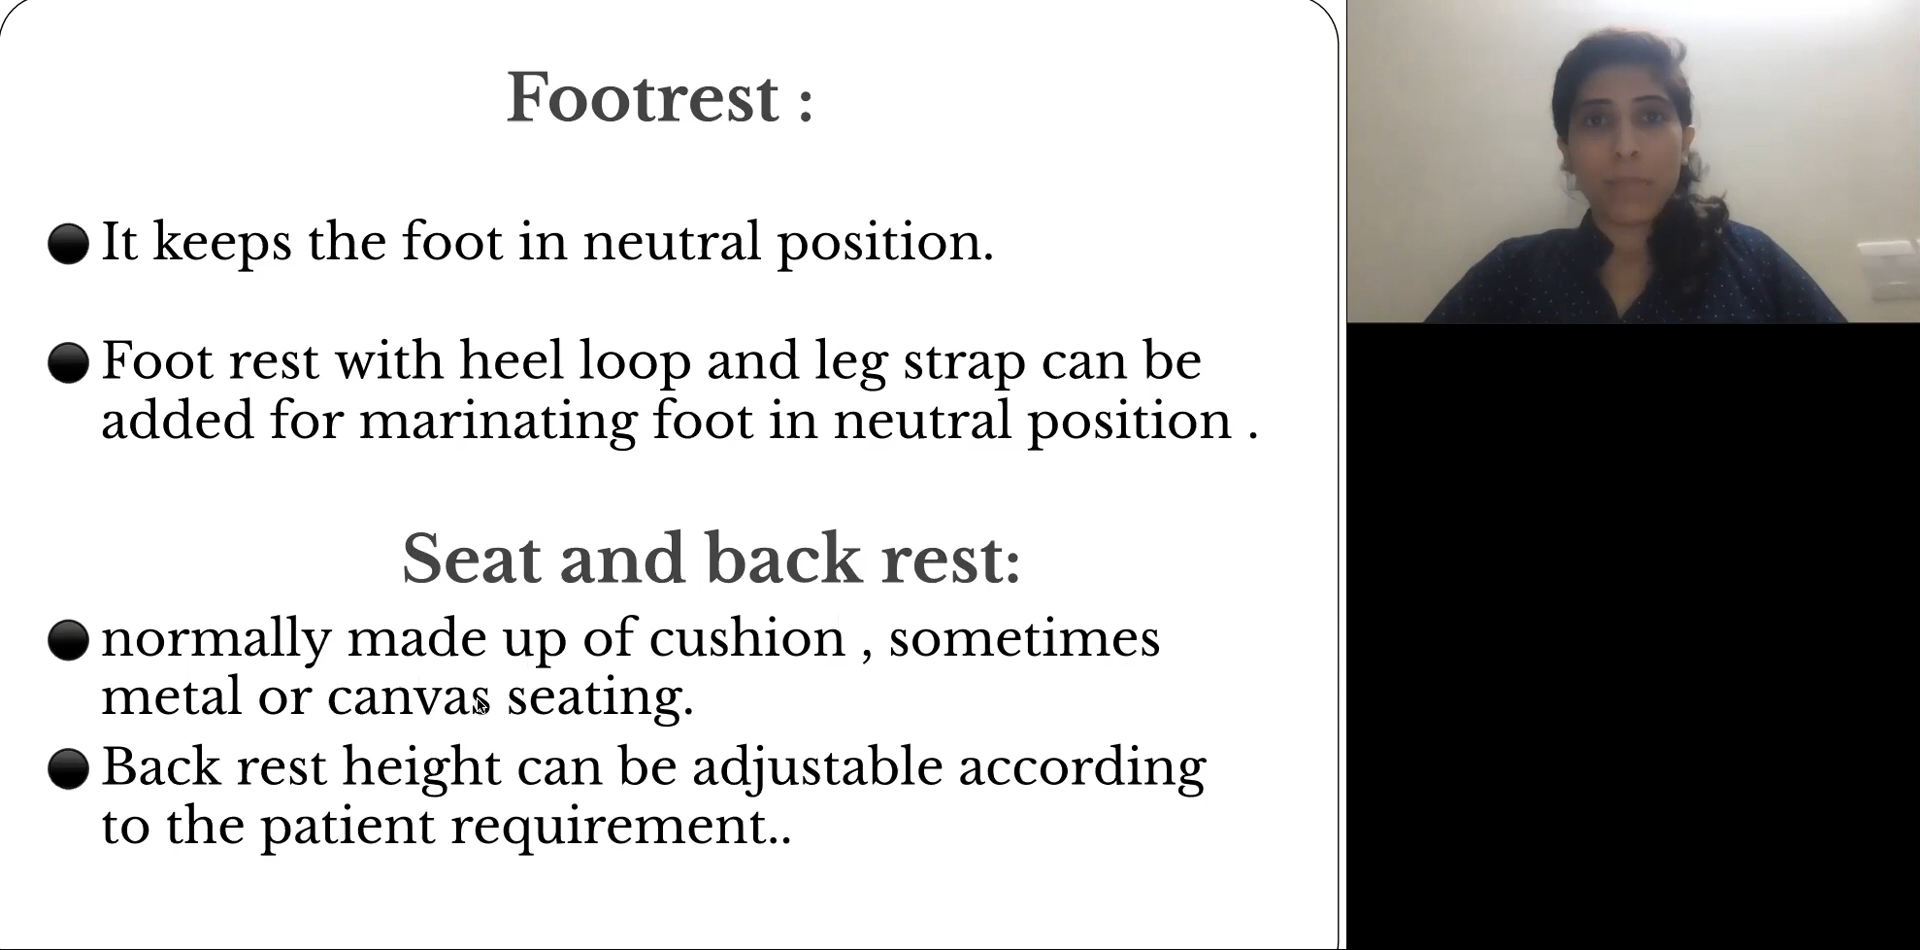 Footrest :
It keeps the foot in neutral position.
Foot rest with heel loop and leg strap can be
added for marinating foot in neutral position .
Seat and back rest:
normally made up of cushion , sometimes
metal or canvas seating.
Back rest height can be adjustable according
to the patient requirement..